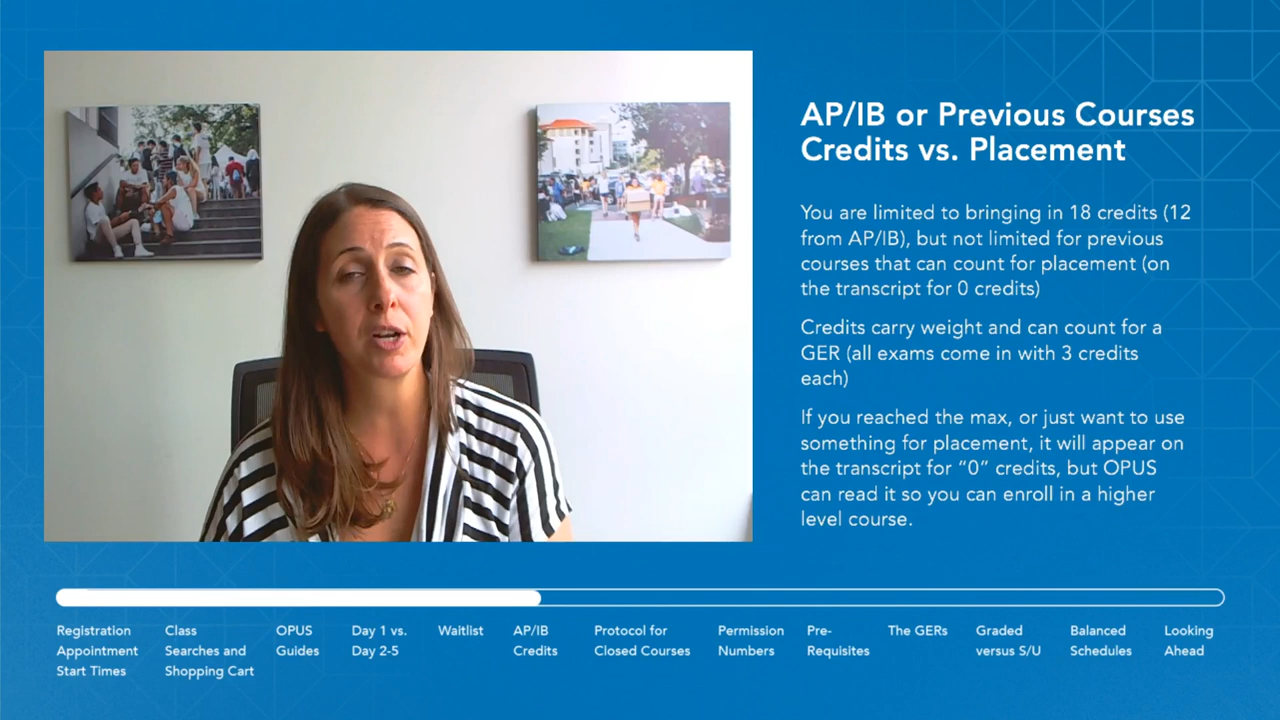 AP/IB or Previous Courses
Credits vs. Placement
You are limited to bringing in 18 credits (12
from AP/IB), but not limited for previous
courses that can count for placement (on
the transcript for 0 credits)
Credits carry weight and can count for a
GER (all exams come in with 3 credits
each)
If you reached the max, or just want to use
something for placement, it will appear on
the transcript for “0” credits, but OPUS
can read it so you can enroll in a higher
level course.
Registration
Appointment
Start Times
Class
Searches and
Shopping Cart
OPUS
Guides
Day 1 vs.
Day 2-5
Waitlist
AP/IB
Credits
Protocol for
Closed Courses
Permission
Numbers
Pre-
Requisites
The GERs
Graded
versus S/U
Balanced
Schedules
Looking
Ahead